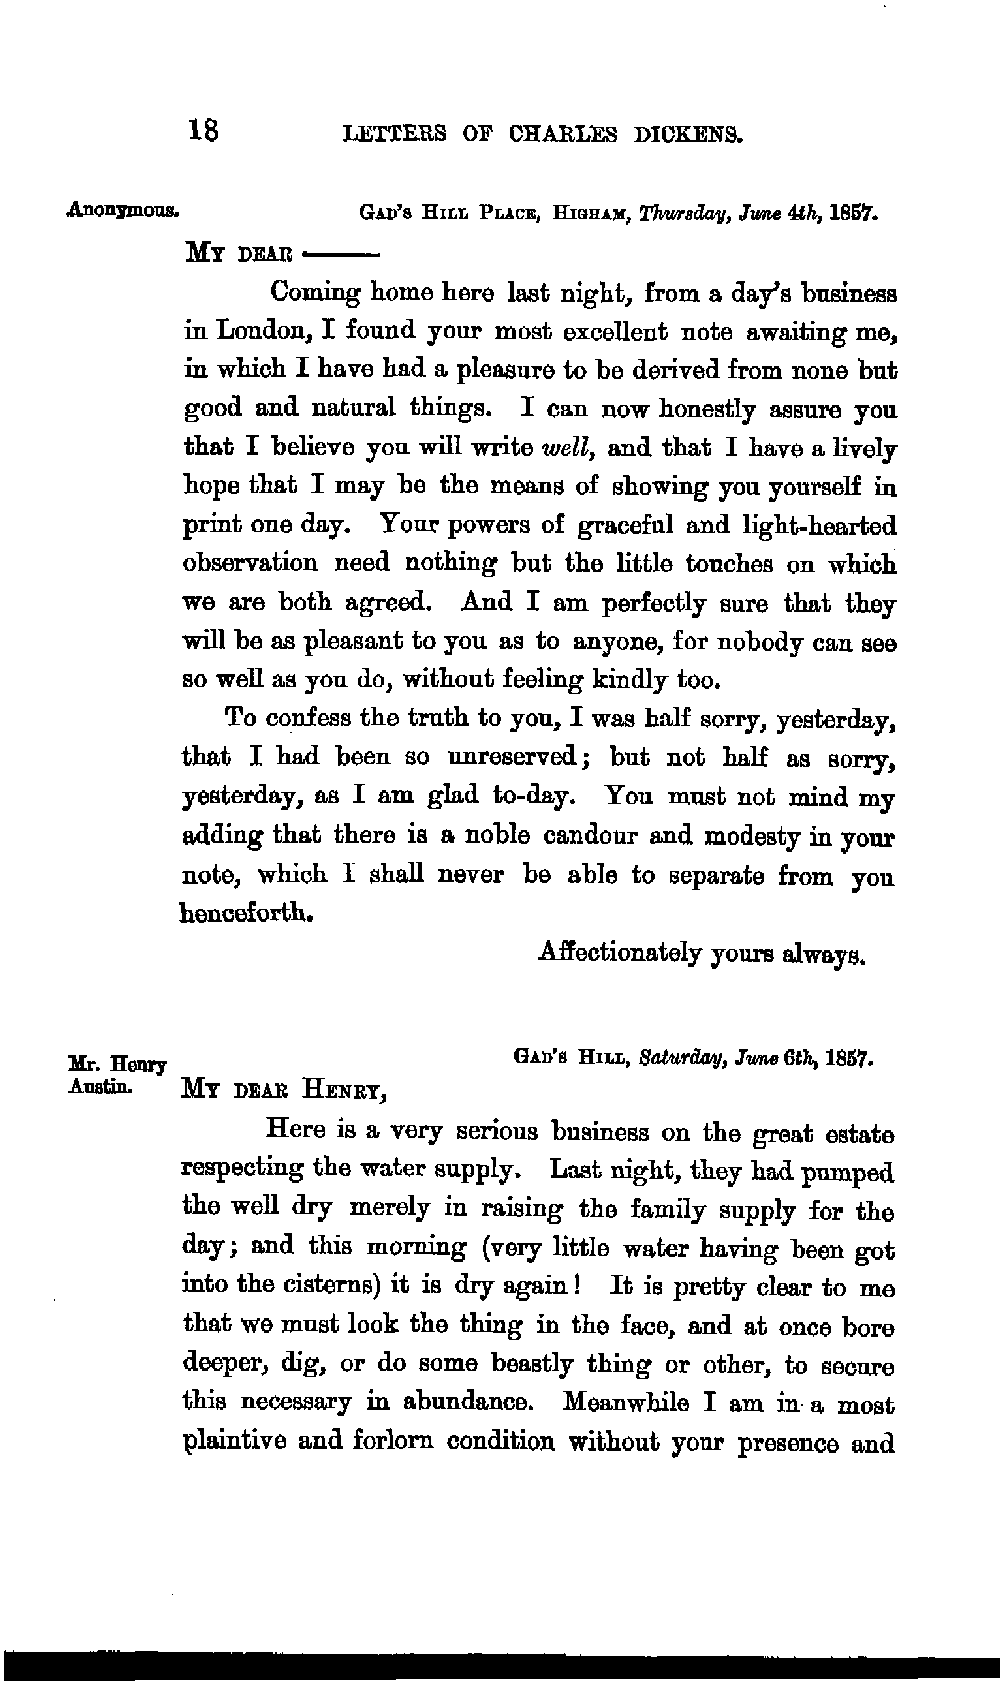 18 LETTERS OF CHARLES DICKENS.
Anonymous. GAD'S HILL PLACE, HIGHAM, Thursday, June 4th, 1857.
MY DEAR ———
Coming home here last night, from a day's business
in London, I found your most excellent note awaiting me,
in which I have had a pleasure to be derived from none but
good and natural things. I can now honestly assure you
that I believe you will write well, and that I have a lively
hope that I may be the means of showing you yourself in
print one day. Your powers of graceful and light-hearted
observation need nothing but the little touches on which
we are both agreed. And I am perfectly sure that they
will be as pleasant to you as to anyone, for nobody can see
so well as you do, without feeling kindly too.
To confess the truth to you, I was half sorry, yesterday,
that I had been so unreserved; but not half as sorry,
yesterday, as I am glad to-day. You must not mind my
adding that there is a noble candour and modesty in your
note, which I shall never be able to separate from you
henceforth.
Affectionately yours always.
Mr. Henry Austin.
GAD'S HILL, Saturday, June 6th, 1857.
MY DEAR HENRY,
Here is a very serious business on the great estate
respecting the water supply. Last night, they had pumped
the well dry merely in raising the family supply for the
day; and this morning (very little water having been got
into the cisterns) it is dry again! It is pretty clear to me
that we must look the thing in the face, and at once bore
deeper, dig, or do some beastly thing or other, to secure
this necessary in abundance. Meanwhile I am in a most
plaintive and forlorn condition without your presence and